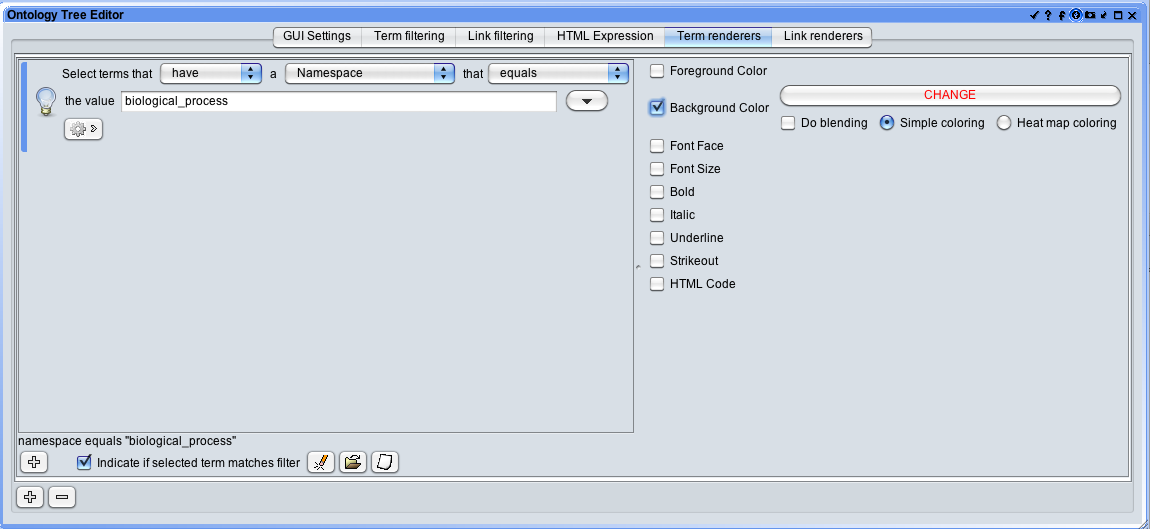 Ontology Tree Editor
GUI Settings Term filtering Link filtering HTML Expression Term renderers Link renderers
Select terms that have a Namespace that equals
the value biological_process
namespace equals "biological_process"
Indicate if selected term matches filter
Foreground Color
Background Color
CHANGE
Do blending Simple coloring Heat map coloring
Font Face
Font Size
Bold
Italic
Underline
Strikeout
HTML Code